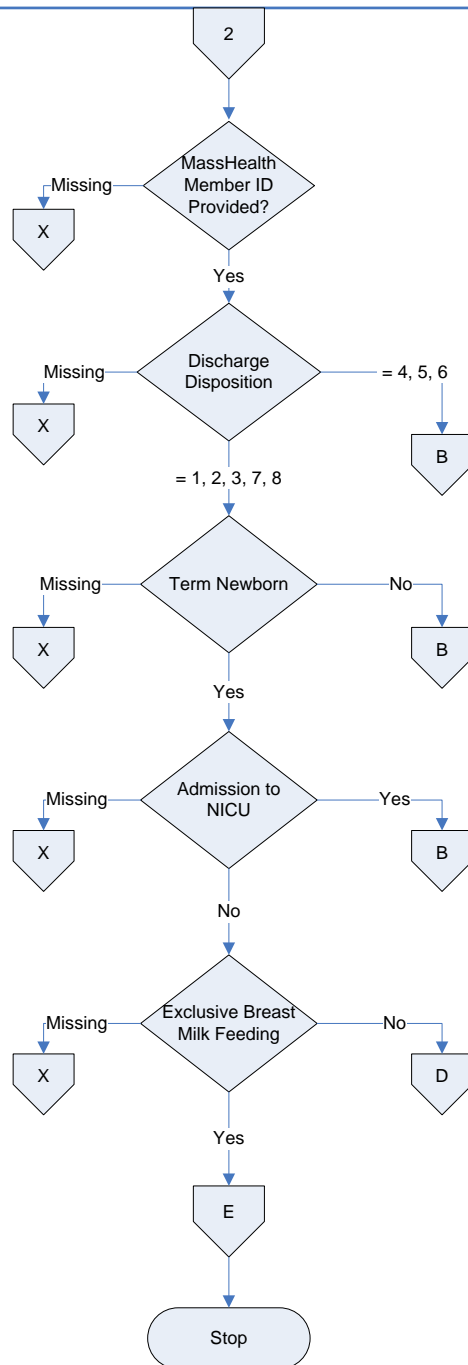 2
MassHealth
Member ID
Provided?
Missing
X
Yes
Discharge
Disposition
Missing
= 4, 5, 6
X
B
= 1, 2, 3, 7, 8
Term Newborn
Missing
No
X
B
Yes
Admission to
NICU
Missing
Yes
X
B
No
Exclusive Breast
Milk Feeding
Missing
No
X
D
Yes
E
Stop